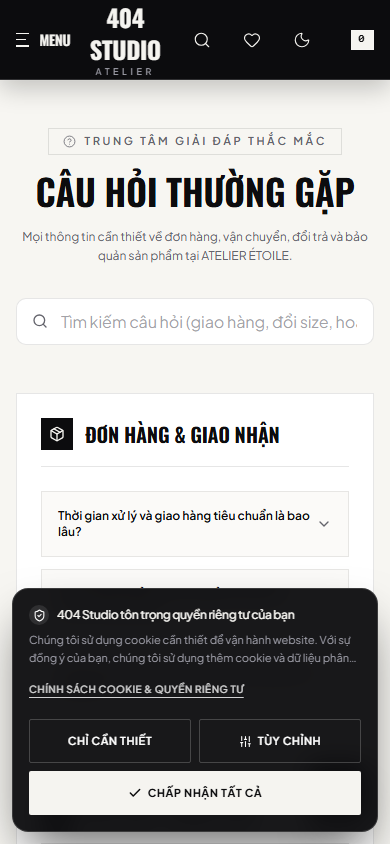 MENU
404
STUDIO
ATELIER
0
TRUNG TÂM GIẢI ĐÁP THẮC MẮC
CÂU HỎI THƯỜNG GẶP
Mọi thông tin cần thiết về đơn hàng, vận chuyển, đổi trả và bảo
quản sản phẩm tại ATELIER ÉTOILE.
Tìm kiếm câu hỏi (giao hàng, đổi size, ho
ĐƠN HÀNG & GIAO NHẬN
Thời gian xử lý và giao hàng tiêu chuẩn là bao
lâu?
404 Studio tôn trọng quyền riêng tư của bạn
Chúng tôi sử dụng cookie cần thiết để vận hành website. Với sự
đồng ý của bạn, chúng tôi sử dụng thêm cookie và dữ liệu phân...
CHÍNH SÁCH COOKIE & QUYỀN RIÊNG TƯ
CHỈ CẦN THIẾT
TÙY CHỈNH
CHẤP NHẬN TẤT CẢ